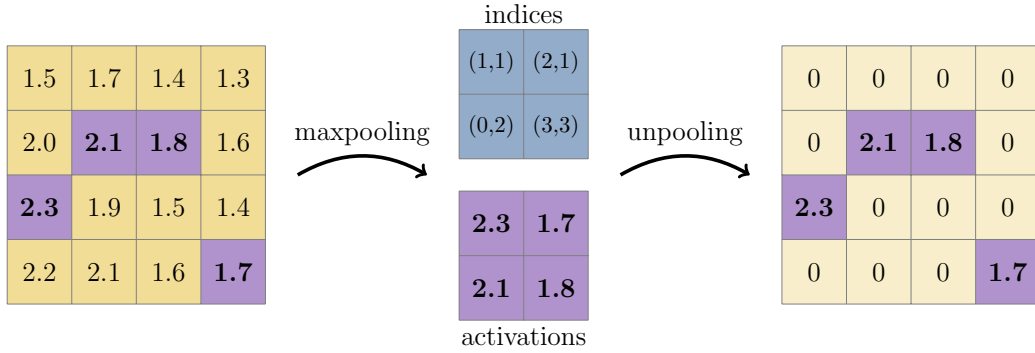 indices
(1,1) (2,1)
(0,2) (3,3)
1.5 1.7 1.4 1.3
2.0 2.1 1.8 1.6
2.3 1.9 1.5 1.4
2.2 2.1 1.6 1.7
maxpooling
2.3 1.7
2.1 1.8
activations
unpooling
0 0 0 0
0 2.1 1.8 0
2.3 0 0 0
0 0 0 1.7